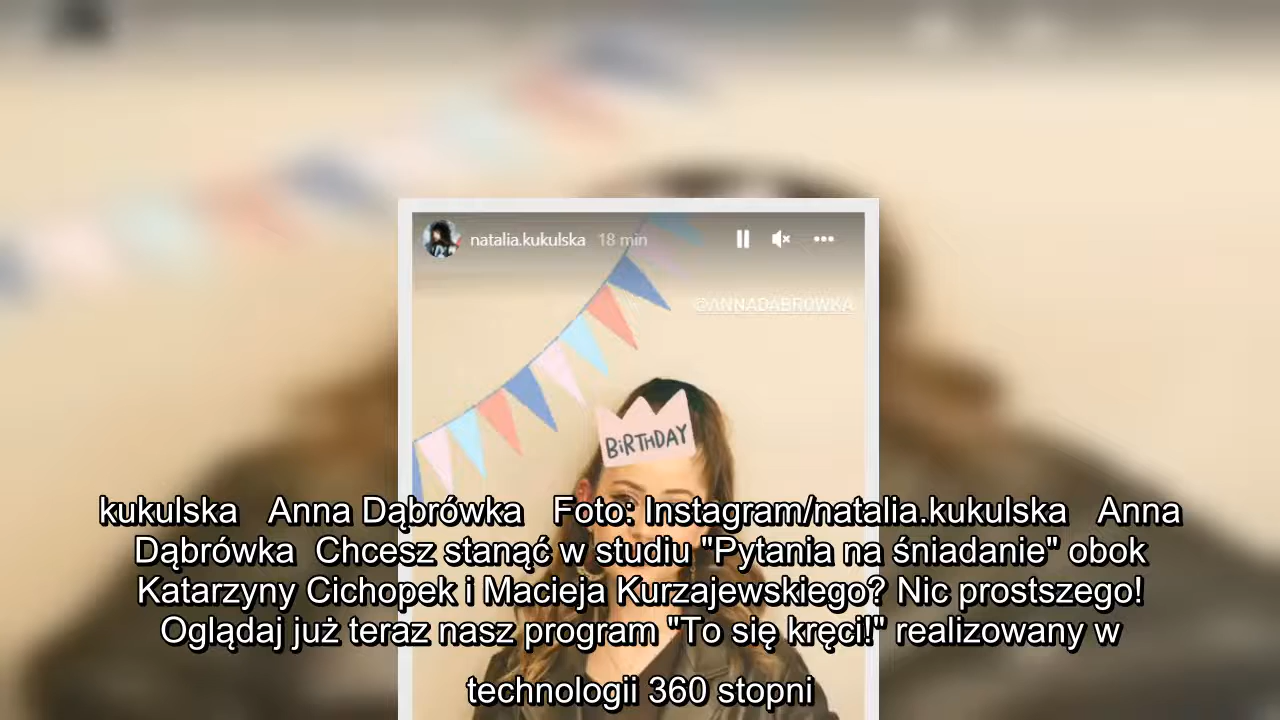 natalia.kukulska 18 min
@ANNADABROWKA
BiRTHDAY
kukulska Anna Dąbrówka Foto: Instagram/natalia.kukulska Anna
Dąbrówka Chcesz stanąć w studiu "Pytania na śniadanie" obok
Katarzyny Cichopek i Macieja Kurzajewskiego? Nic prostszego!
Oglądaj już teraz nasz program "To się kręci!" realizowany w
technologii 360 stopni